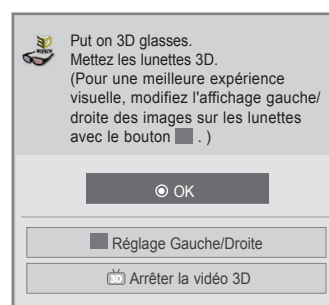 Put on 3D glasses.
Mettez les lunettes 3D.
(Pour une meilleure expérience
visuelle, modifiez l'affichage gauche/
droite des images sur les lunettes
avec le bouton . )
OK
Réglage Gauche/Droite
3D Arrêter la vidéo 3D